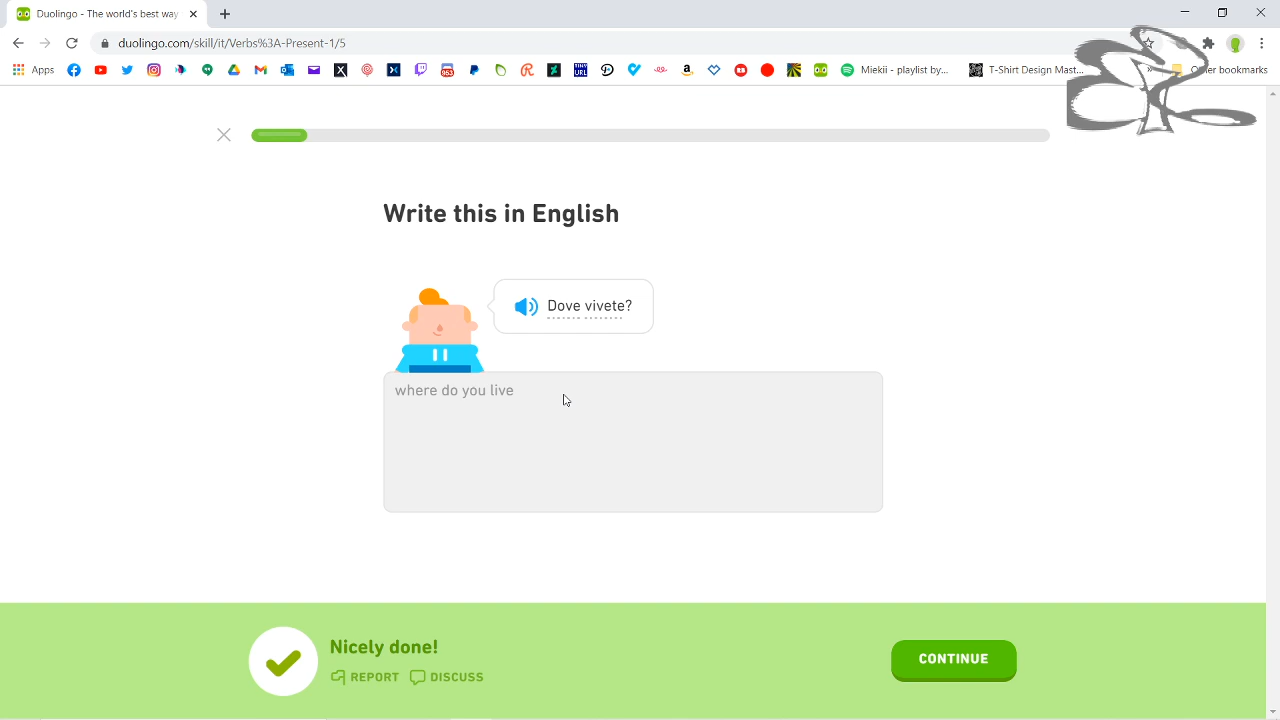 Duolingo - The world's best way
duolingo.com/skill/it/Verbs%3A-Present-1/5
Apps
953
URL
Miekii - playlist by...
T-Shirt Design Mast...
»
Other bookmarks
Write this in English
Dove vivete?
where do you live
Nicely done!
REPORT
DISCUSS
CONTINUE